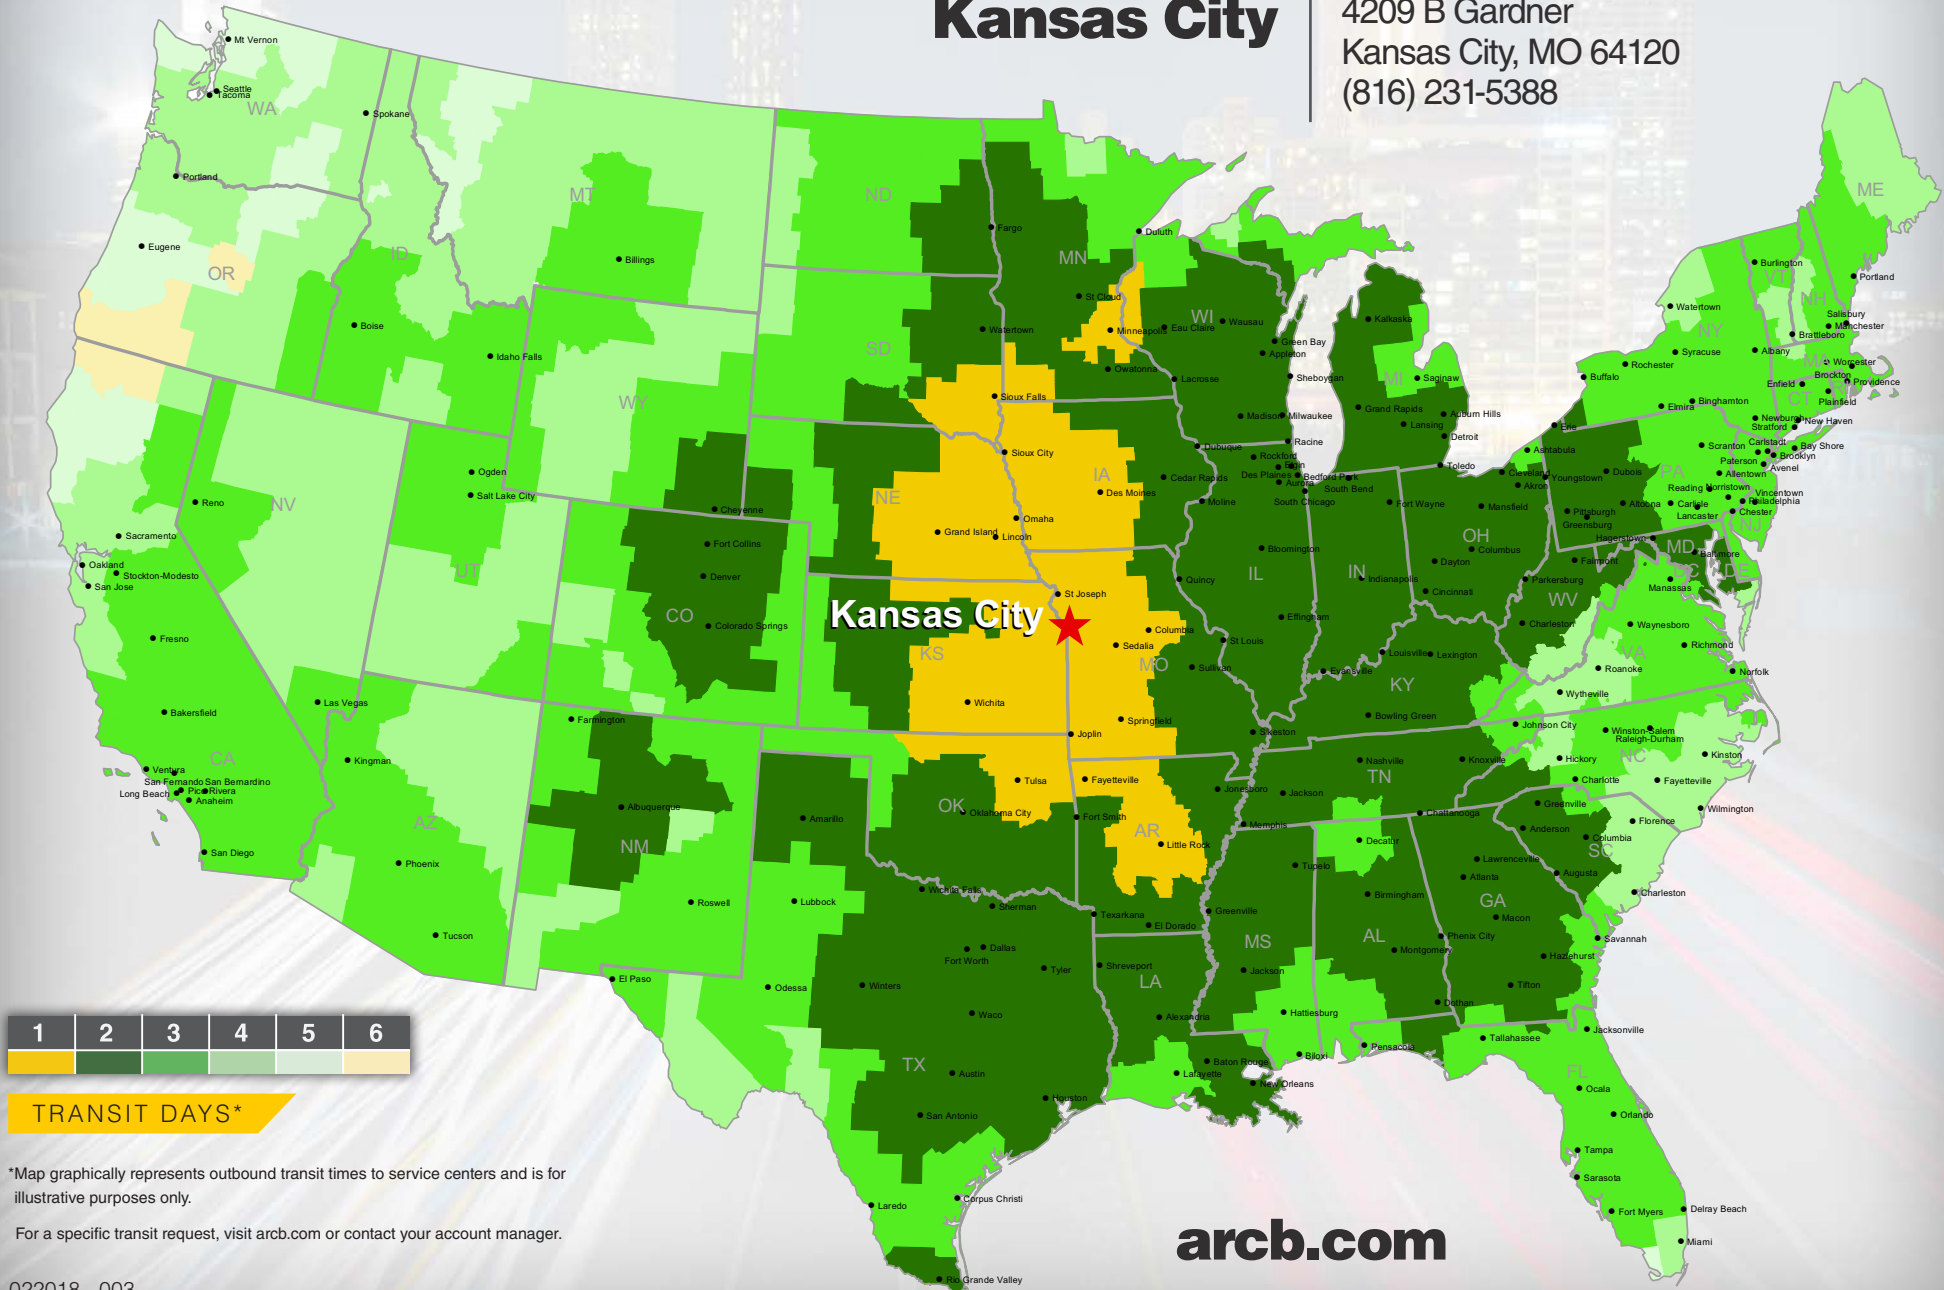 Kansas City
4209 B Gardner
Kansas City, MO 64120
(816) 231-5388
Mt Vernon
Seattle
Tacoma
WA
Spokane
Portland
Eugene
OR
ID
Boise
Idaho Falls
MT
Billings
WY
Cheyenne
ND
Fargo
SD
Watertown
Sioux Falls
MN
Duluth
St Cloud
Minneapolis
Owatonna
WI
Eau Claire
Wausau
Green Bay
Appleton
Lacrosse
Sheboygan
Madison
Milwaukee
Racine
MI
Kalkaska
Saginaw
Grand Rapids
Lansing
Auburn Hills
Detroit
NV
Reno
Las Vegas
UT
Ogden
Salt Lake City
CO
Fort Collins
Denver
Colorado Springs
NE
Sioux City
Omaha
Grand Island
Lincoln
IA
Des Moines
Cedar Rapids
Dubuque
Moline
IL
Rockford
Elgin
Des Plaines
Bedford Park
Aurora
South Chicago
Bloomington
Quincy
Effingham
IN
South Bend
Fort Wayne
Indianapolis
Evansville
OH
Toledo
Cleveland
Ashtabula
Akron
Youngstown
Mansfield
Columbus
Dayton
Cincinnati
PA
Erie
Dubois
Pittsburgh
Greensburg
Altoona
Carlisle
Lancaster
Reading
Norristown
Scranton
Allentown
Philadelphia
Chester
NJ
Vincentown
Paterson
Carlstadt
Avenel
Brooklyn
Bay Shore
NY
Watertown
Syracuse
Rochester
Buffalo
Elmira
Binghamton
Albany
Newburgh
VT
Burlington
Brattleboro
NH
Manchester
Salisbury
ME
Portland
MA
Worcester
Brockton
Providence
Plainfield
CT
Enfield
Stratford
New Haven
MD
Hagerstown
Baltimore
DC
DE
WV
Fairmont
Parkersburg
Charleston
VA
Manassas
Waynesboro
Richmond
Norfolk
Roanoke
Wytheville
KY
Louisville
Lexington
Bowling Green
TN
Johnson City
Knoxville
Nashville
Jackson
Chattanooga
Memphis
NC
Winston-Salem
Raleigh-Durham
Hickory
Charlotte
Kinston
Fayetteville
Wilmington
SC
Greenville
Anderson
Columbia
Florence
Charleston
GA
Lawrenceville
Atlanta
Augusta
Macon
Savannah
Hazlehurst
Tifton
AL
Decatur
Birmingham
Phenix City
Montgomery
Dothan
MS
Tupelo
Greenville
Jackson
Hattiesburg
Biloxi
FL
Pensacola
Tallahassee
Jacksonville
Ocala
Orlando
Tampa
Sarasota
Fort Myers
Delray Beach
Miami
LA
Shreveport
Alexandria
Baton Rouge
Lafayette
New Orleans
AR
Fayetteville
Fort Smith
Jonesboro
Little Rock
Texarkana
El Dorado
MO
St Joseph
Kansas City
Columbia
Sedalia
St Louis
Sullivan
Springfield
Joplin
Sikeston
KS
Wichita
OK
Tulsa
Oklahoma City
TX
Amarillo
Wichita Falls
Sherman
Lubbock
Dallas
Fort Worth
Tyler
El Paso
Odessa
Winters
Waco
Austin
Houston
San Antonio
Corpus Christi
Laredo
Rio Grande Valley
NM
Farmington
Albuquerque
Roswell
AZ
Kingman
Phoenix
Tucson
CA
Sacramento
Oakland
Stockton-Modesto
San Jose
Fresno
Bakersfield
Ventura
San Fernando
San Bernardino
Long Beach
Pico Rivera
Anaheim
San Diego
1 2 3 4 5 6
TRANSIT DAYS*
*Map graphically represents outbound transit times to service centers and is for
illustrative purposes only.
For a specific transit request, visit arcb.com or contact your account manager.
arcb.com